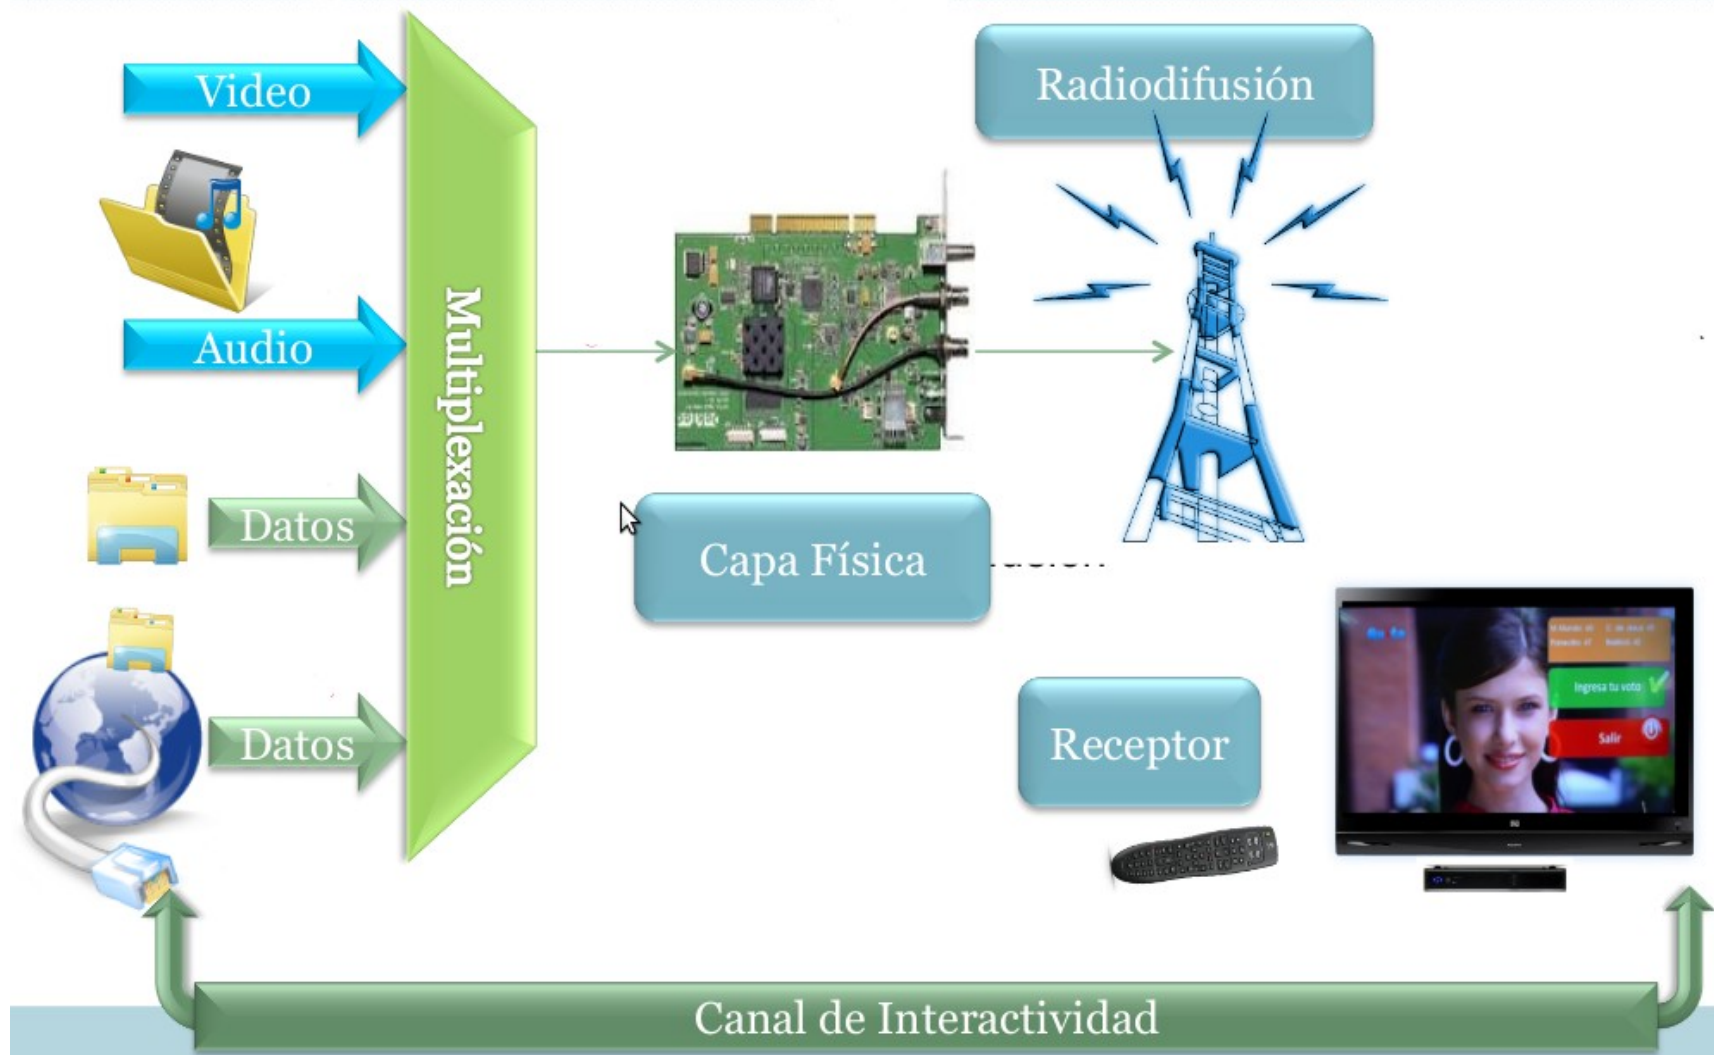 Video
Radiodifusión
Audio
Multiplexación
Datos
Capa Física
Datos
Receptor
Ingresa tu voto
Salir
Canal de Interactividad